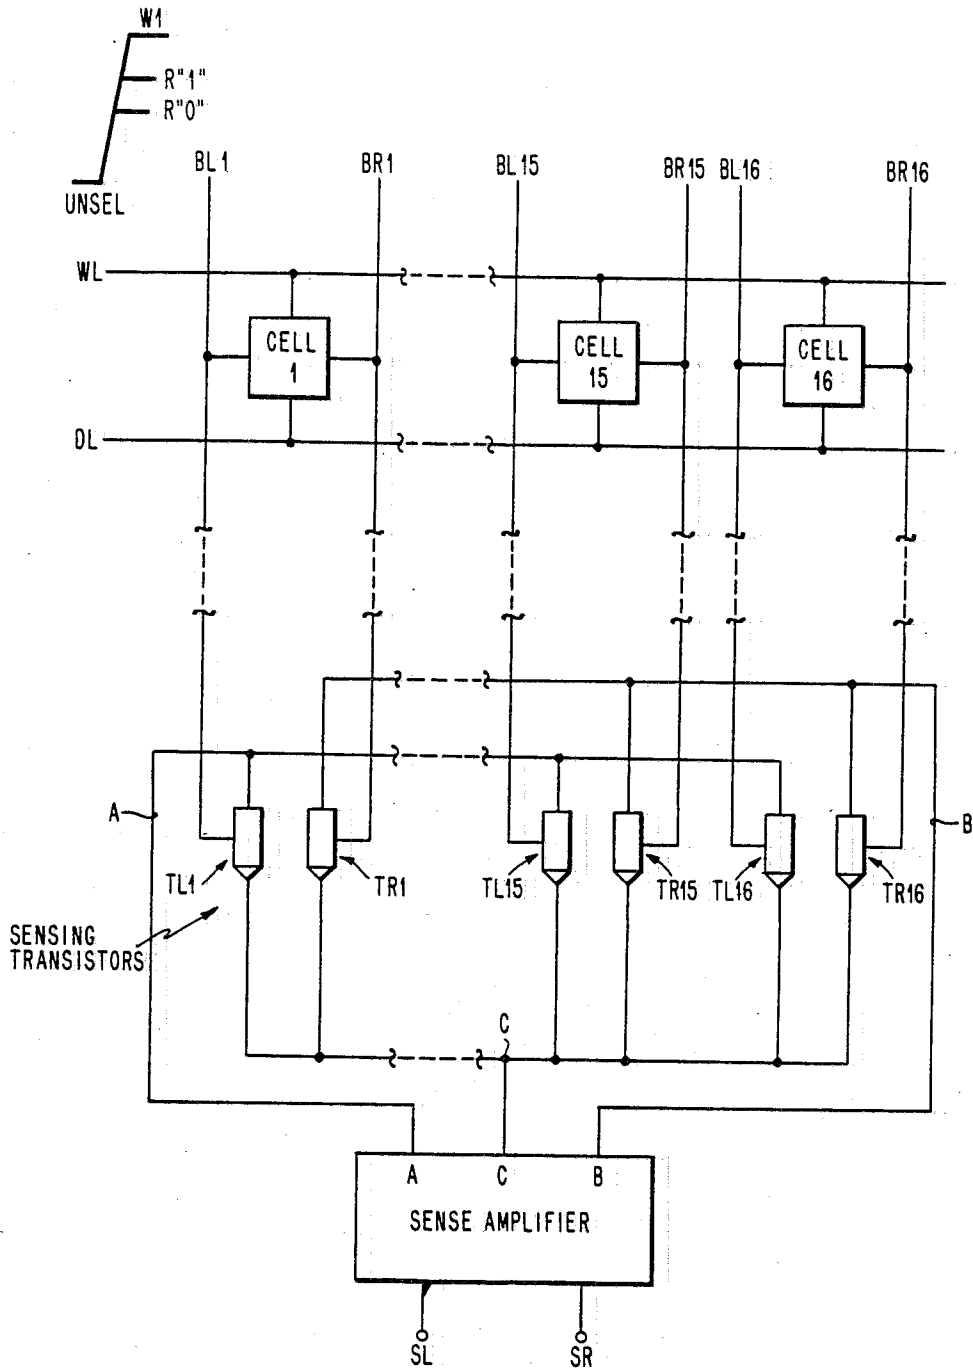 W1
R"1"
R"0"
UNSEL
BL1
BR1
BL15
BR15
BL16
BR16
WL
CELL
1
CELL
15
CELL
16
DL
A
B
TL1
TR1
TL15
TR15
TL16
TR16
SENSING
TRANSISTORS
C
A
C
B
SENSE AMPLIFIER
SL
SR